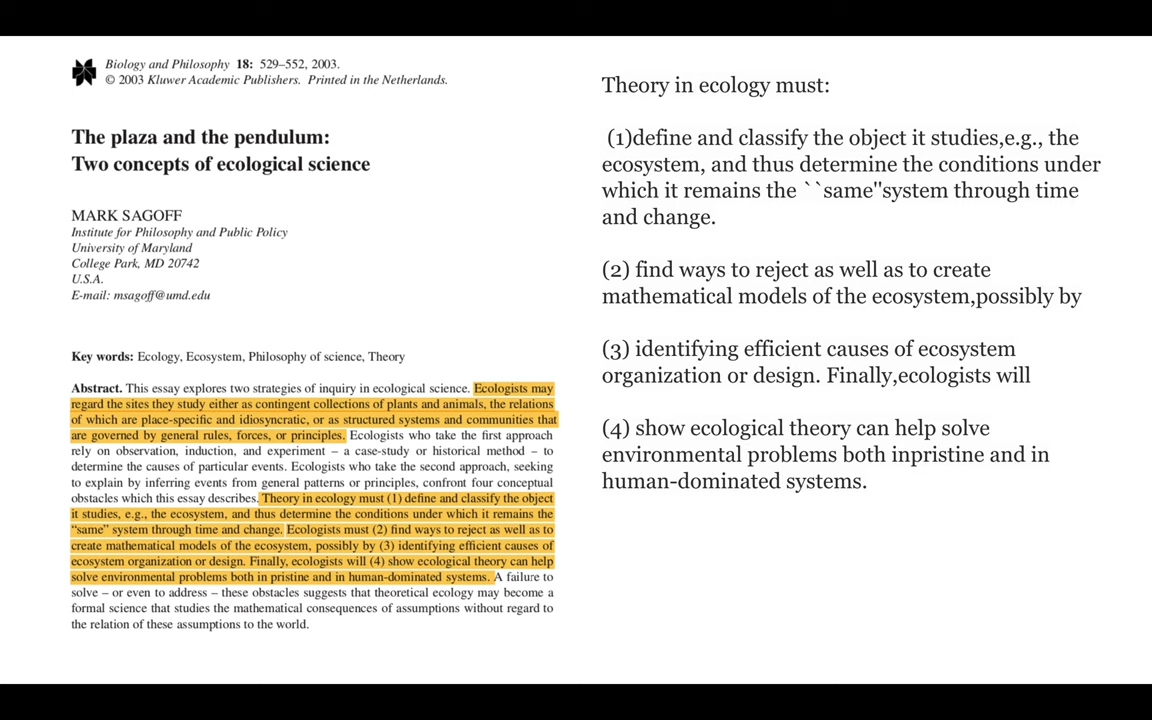 Biology and Philosophy 18: 529–552, 2003.
© 2003 Kluwer Academic Publishers. Printed in the Netherlands.
The plaza and the pendulum:
Two concepts of ecological science
MARK SAGOFF
Institute for Philosophy and Public Policy
University of Maryland
College Park, MD 20742
U.S.A.
E-mail: msagoff@umd.edu
Key words: Ecology, Ecosystem, Philosophy of science, Theory
Abstract. This essay explores two strategies of inquiry in ecological science. Ecologists may
regard the sites they study either as contingent collections of plants and animals, the relations
of which are place-specific and idiosyncratic, or as structured systems and communities that
are governed by general rules, forces, or principles. Ecologists who take the first approach
rely on observation, induction, and experiment – a case-study or historical method – to
determine the causes of particular events. Ecologists who take the second approach, seeking
to explain by inferring events from general patterns or principles, confront four conceptual
obstacles which this essay describes. Theory in ecology must (1) define and classify the object
it studies, e.g., the ecosystem, and thus determine the conditions under which it remains the
“same” system through time and change. Ecologists must (2) find ways to reject as well as to
create mathematical models of the ecosystem, possibly by (3) identifying efficient causes of
ecosystem organization or design. Finally, ecologists will (4) show ecological theory can help
solve environmental problems both in pristine and in human-dominated systems. A failure to
solve – or even to address – these obstacles suggests that theoretical ecology may become a
formal science that studies the mathematical consequences of assumptions without regard to
the relation of these assumptions to the world.
Theory in ecology must:
(1)define and classify the object it studies,e.g., the
ecosystem, and thus determine the conditions under
which it remains the ``same''system through time
and change.
(2) find ways to reject as well as to create
mathematical models of the ecosystem,possibly by
(3) identifying efficient causes of ecosystem
organization or design. Finally,ecologists will
(4) show ecological theory can help solve
environmental problems both inpristine and in
human-dominated systems.